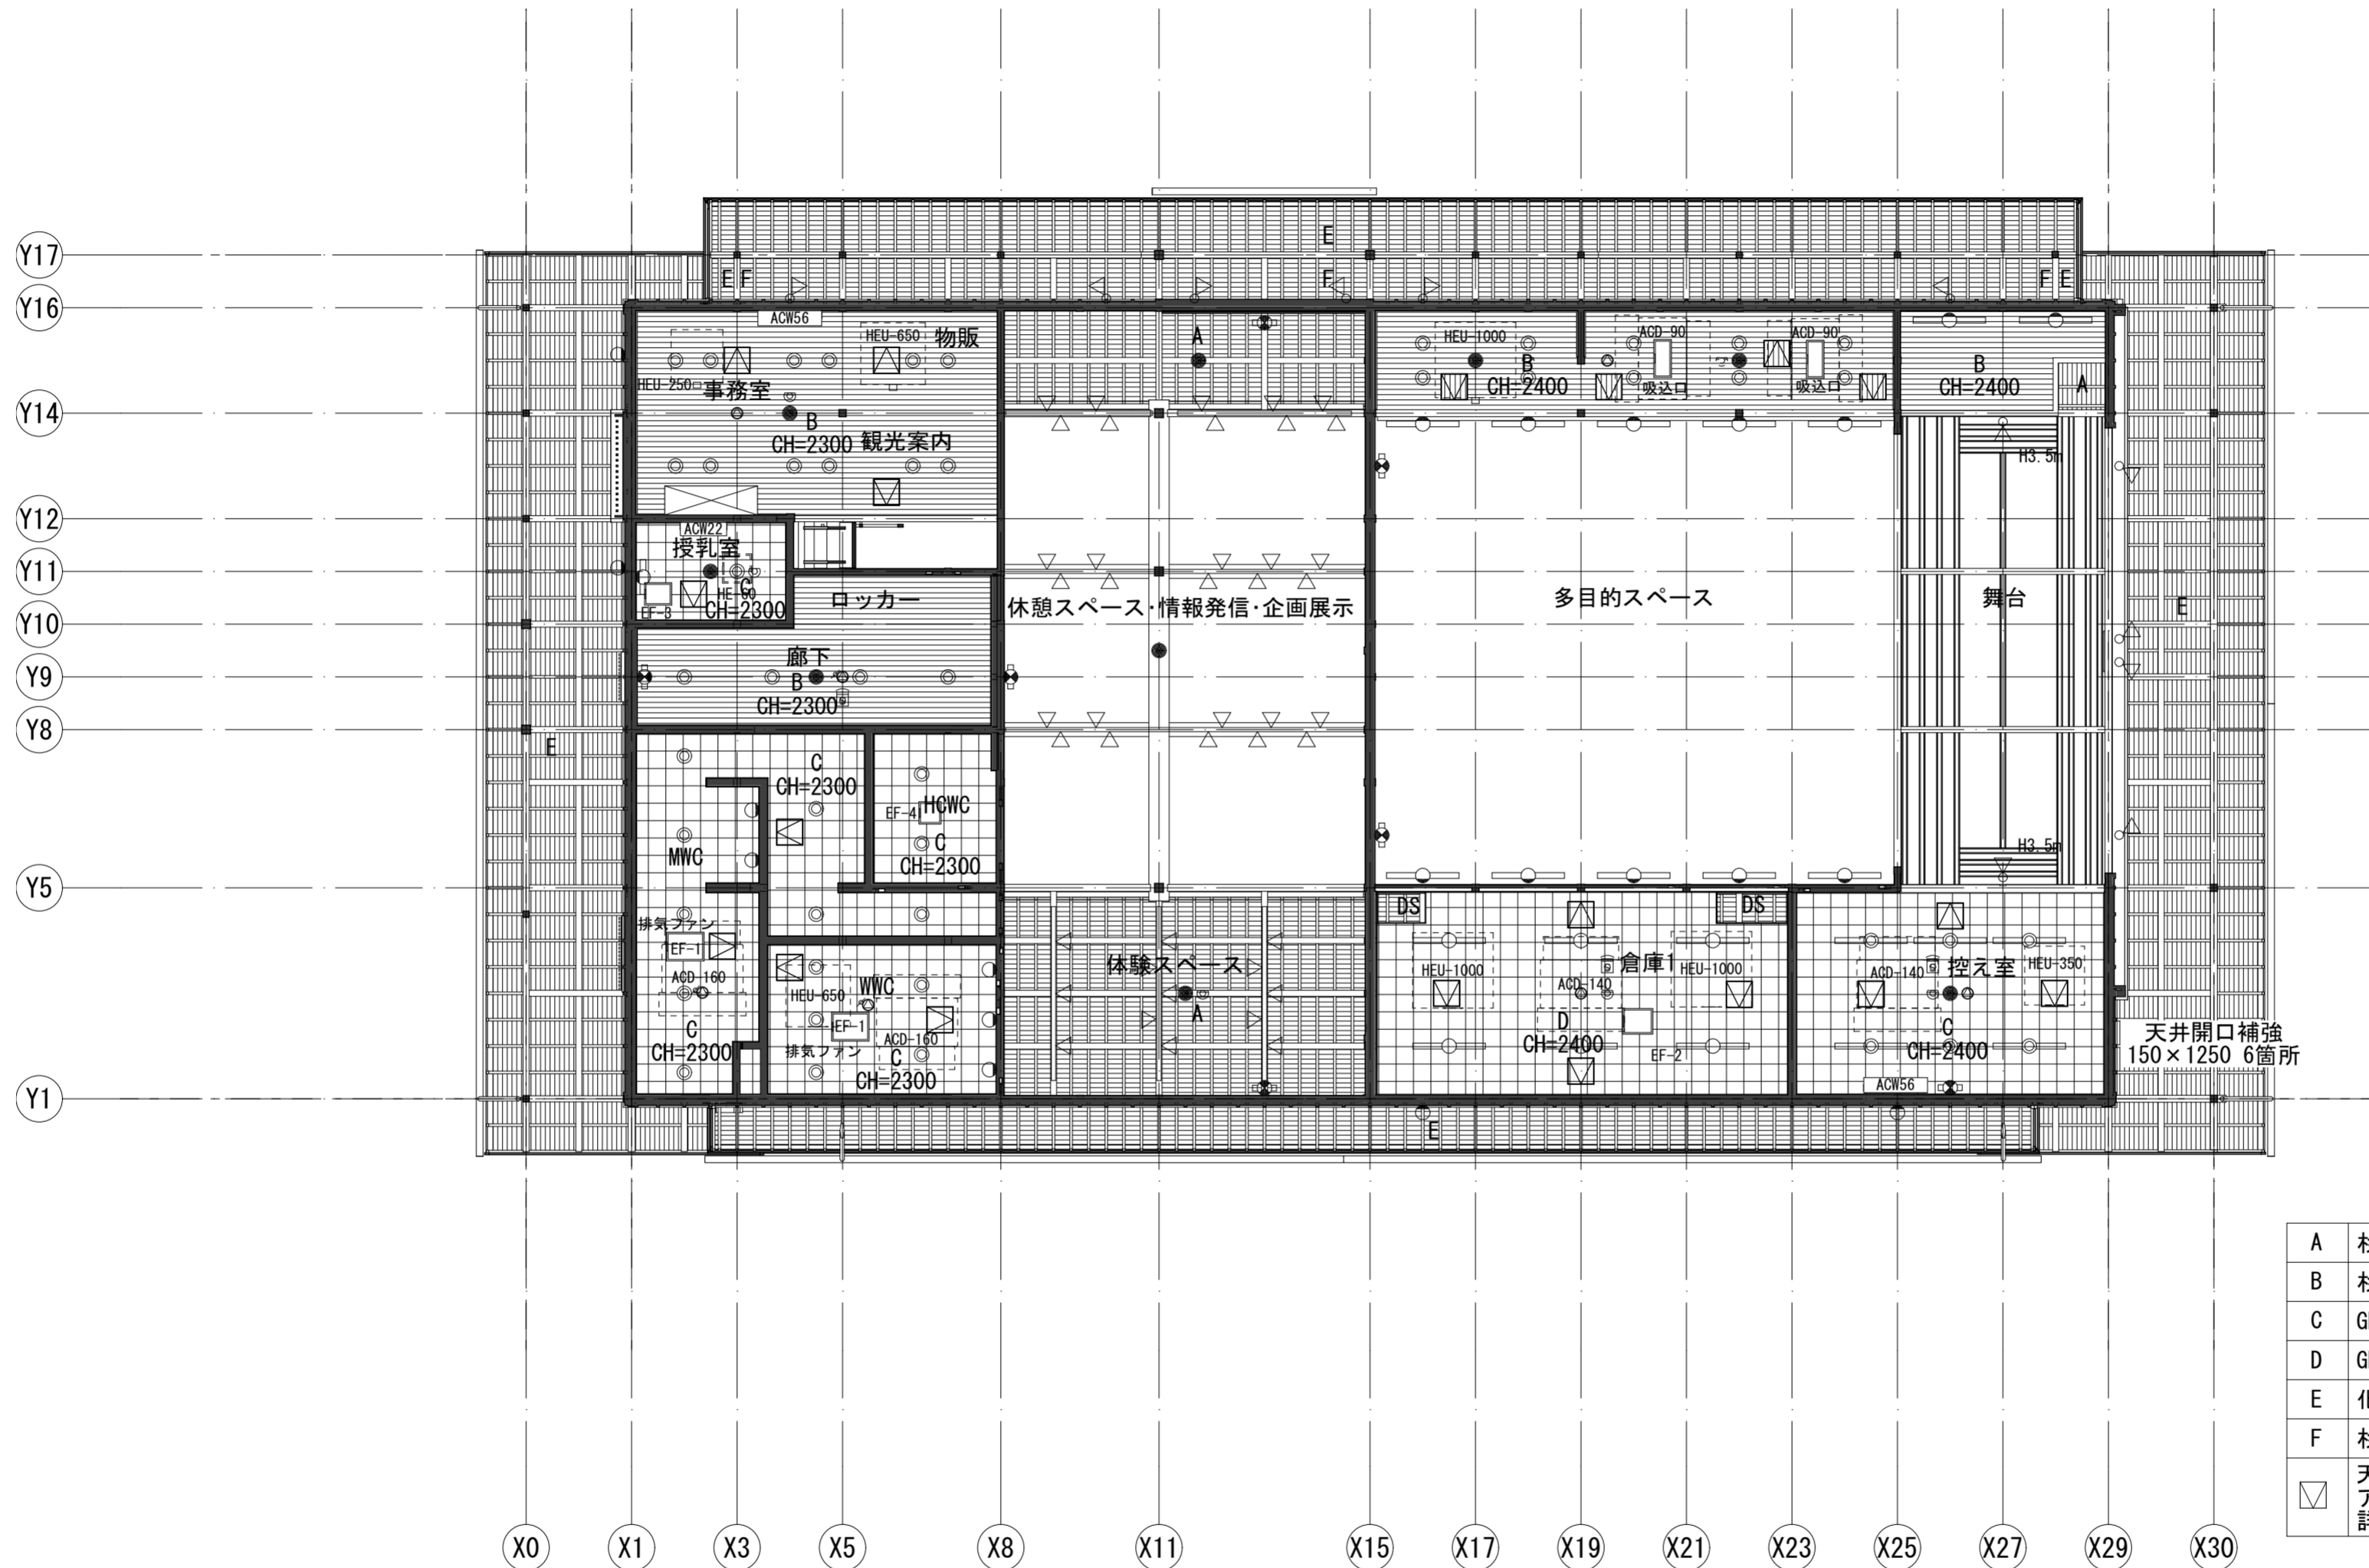 Y17
Y16
Y14
Y12
Y11
Y10
Y9
Y8
Y5
Y1
E
E F
F
F E
ACW56
HEU-650
物販
HEU-250
事務室
B
CH=2300
観光案内
A
HEU-1000
B
CH=2400
ACD-90
吸込口
ACD-90
吸込口
B
CH=2400
A
H3.5m
ACW22
授乳室
C
HE-60
CH=2300
EF-3
ロッカー
休憩スペース・情報発信・企画展示
多目的スペース
舞台
E
廊下
B
CH=2300
E
C
CH=2300
HCWC
EF-4
C
CH=2300
MWC
H3.5m
排気ファン
EF-1
ACD-160
C
CH=2300
HEU-650
WWC
EF-1
排気ファン
ACD-160
C
CH=2300
体験スペース
A
DS
DS
HEU-1000
倉庫1
HEU-1000
ACD-140
D
CH=2400
EF-2
ACD-140
控え室
HEU-350
C
CH=2400
ACW56
天井開口補強
150×1250 6箇所
E
A
B
C
D
E
F
X0
X1
X3
X5
X8
X11
X15
X17
X19
X21
X23
X25
X27
X29
X30